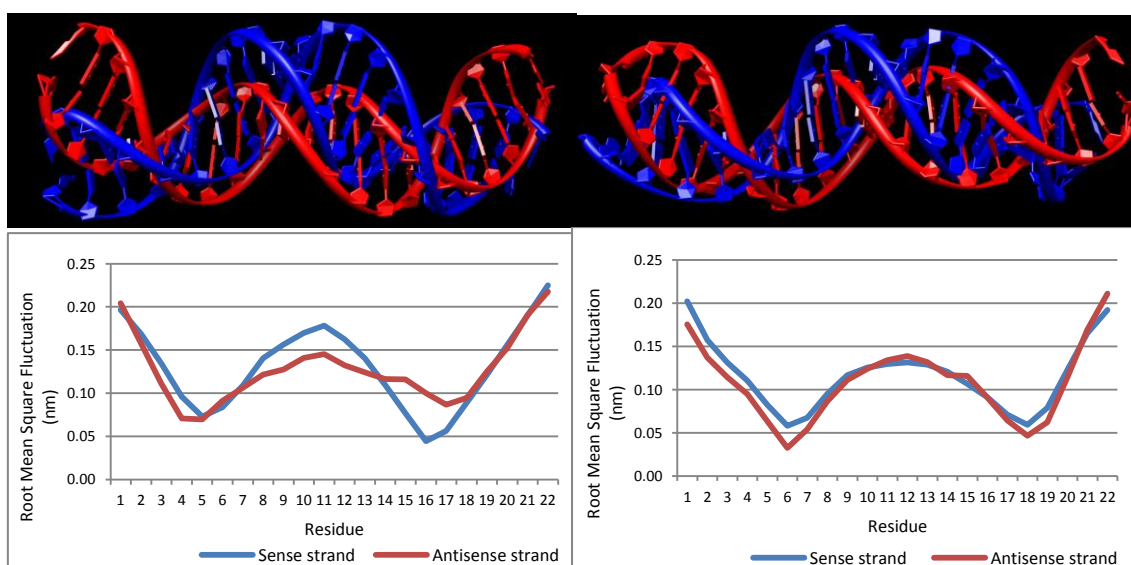 Root Mean Square Fluctuation
(nm)
0.25
0.20
0.15
0.10
0.05
0.00
1 2 3 4 5 6 7 8 9 10 11 12 13 14 15 16 17 18 19 20 21 22
Residue
Sense strand Antisense strand
Root Mean Square Fluctuation
(nm)
0.25
0.20
0.15
0.10
0.05
0.00
1 2 3 4 5 6 7 8 9 10 11 12 13 14 15 16 17 18 19 20 21 22
Residue
Sense strand Antisense strand